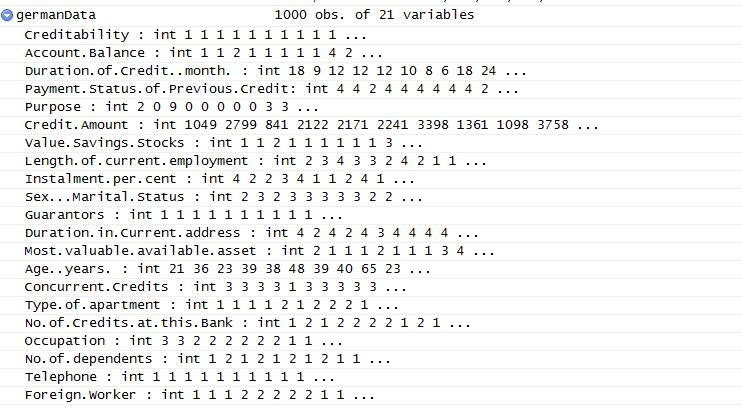 germanData 1000 obs. of 21 variables
Creditability : int 1 1 1 1 1 1 1 1 1 1 ...
Account.Balance : int 1 1 2 1 1 1 1 1 4 2 ...
Duration.of.Credit..month. : int 18 9 12 12 12 10 8 6 18 24 ...
Payment.Status.of.Previous.Credit: int 4 4 2 4 4 4 4 4 4 2 ...
Purpose : int 2 0 9 0 0 0 0 0 3 3 ...
Credit.Amount : int 1049 2799 841 2122 2171 2241 3398 1361 1098 3758 ...
Value.Savings.Stocks : int 1 1 2 1 1 1 1 1 1 3 ...
Length.of.current.employment : int 2 3 4 3 3 2 4 2 1 1 ...
Instalment.per.cent : int 4 2 2 3 4 1 1 2 4 1 ...
Sex...Marital.Status : int 2 3 2 3 3 3 3 3 2 2 ...
Guarantors : int 1 1 1 1 1 1 1 1 1 1 ...
Duration.in.Current.address : int 4 2 4 2 4 3 4 4 4 4 ...
Most.valuable.available.asset : int 2 1 1 1 2 1 1 1 3 4 ...
Age..years. : int 21 36 23 39 38 48 39 40 65 23 ...
Concurrent.Credits : int 3 3 3 3 1 3 3 3 3 3 ...
Type.of.apartment : int 1 1 1 1 2 1 2 2 2 1 ...
No.of.Credits.at.this.Bank : int 1 2 1 2 2 2 2 1 2 1 ...
Occupation : int 3 3 2 2 2 2 2 2 1 1 ...
No.of.dependents : int 1 2 1 2 1 2 1 2 1 1 ...
Telephone : int 1 1 1 1 1 1 1 1 1 1 ...
Foreign.Worker : int 1 1 1 2 2 2 2 2 1 1 ...